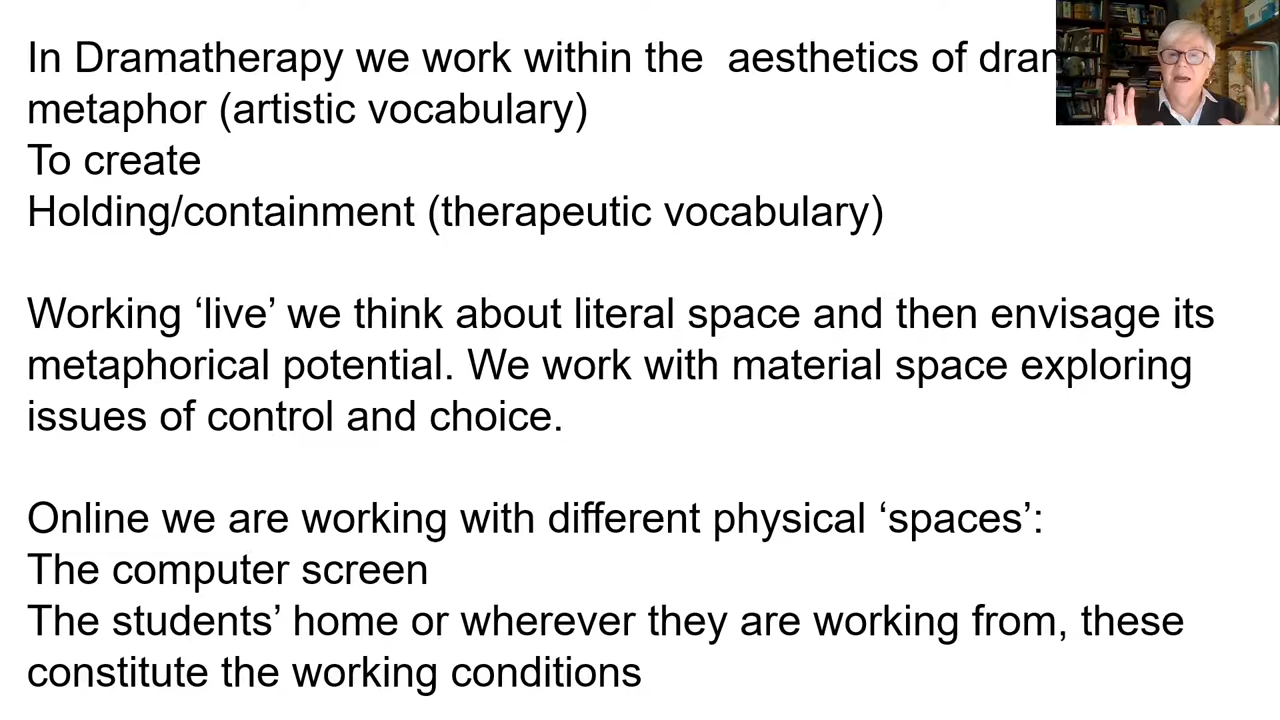 In Dramatherapy we work within the  aesthetics of
metaphor (artistic vocabulary)
To create
Holding/containment (therapeutic vocabulary)
Working ‘live’ we think about literal space and then envisage its
metaphorical potential. We work with material space exploring
issues of control and choice.
Online we are working with different physical ‘spaces’:
The computer screen
The students’ home or wherever they are working from, these
constitute the working conditions